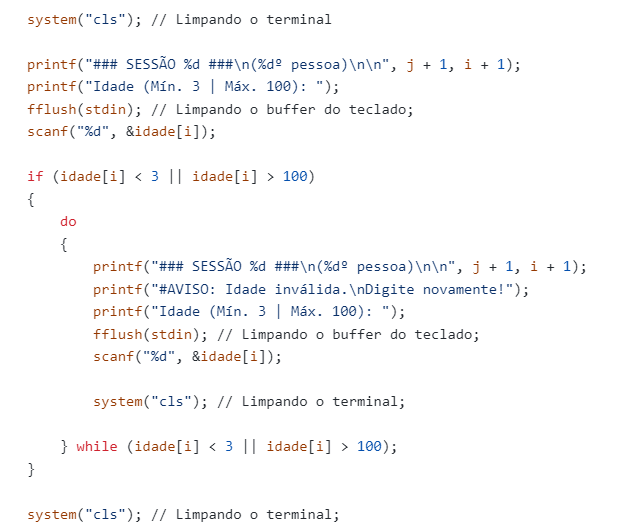 system("cls"); // Limpando o terminal
printf("### SESSÃO %d ###\n(%dº pessoa)\n\n", j + 1, i + 1);
printf("Idade (Mín. 3 | Máx. 100): ");
fflush(stdin); // Limpando o buffer do teclado;
scanf("%d", &idade[i]);
if (idade[i] < 3 || idade[i] > 100)
{
do
{
printf("### SESSÃO %d ###\n(%dº pessoa)\n\n", j + 1, i + 1);
printf("#AVISO: Idade inválida.\nDigite novamente!");
printf("Idade (Mín. 3 | Máx. 100): ");
fflush(stdin); // Limpando o buffer do teclado;
scanf("%d", &idade[i]);
system("cls"); // Limpando o terminal;
} while (idade[i] < 3 || idade[i] > 100);
}
system("cls"); // Limpando o terminal;